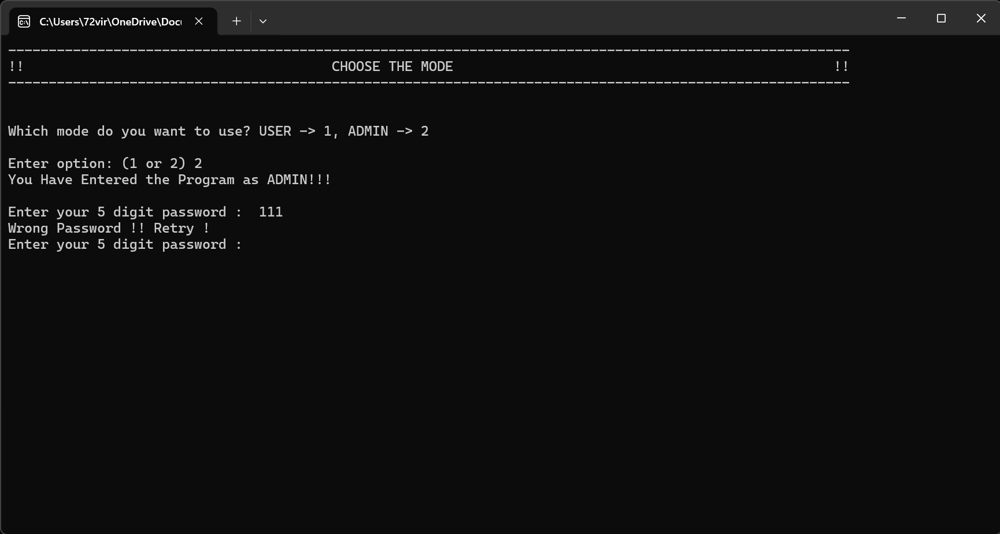 C:\Users\72vir\OneDrive\Docu
--------------------------------------------------------------------------------------------------------
!!                                      CHOOSE THE MODE                                               !!
--------------------------------------------------------------------------------------------------------
Which mode do you want to use? USER -> 1, ADMIN -> 2
Enter option: (1 or 2) 2
You Have Entered the Program as ADMIN!!!
Enter your 5 digit password :  111
Wrong Password !! Retry !
Enter your 5 digit password :